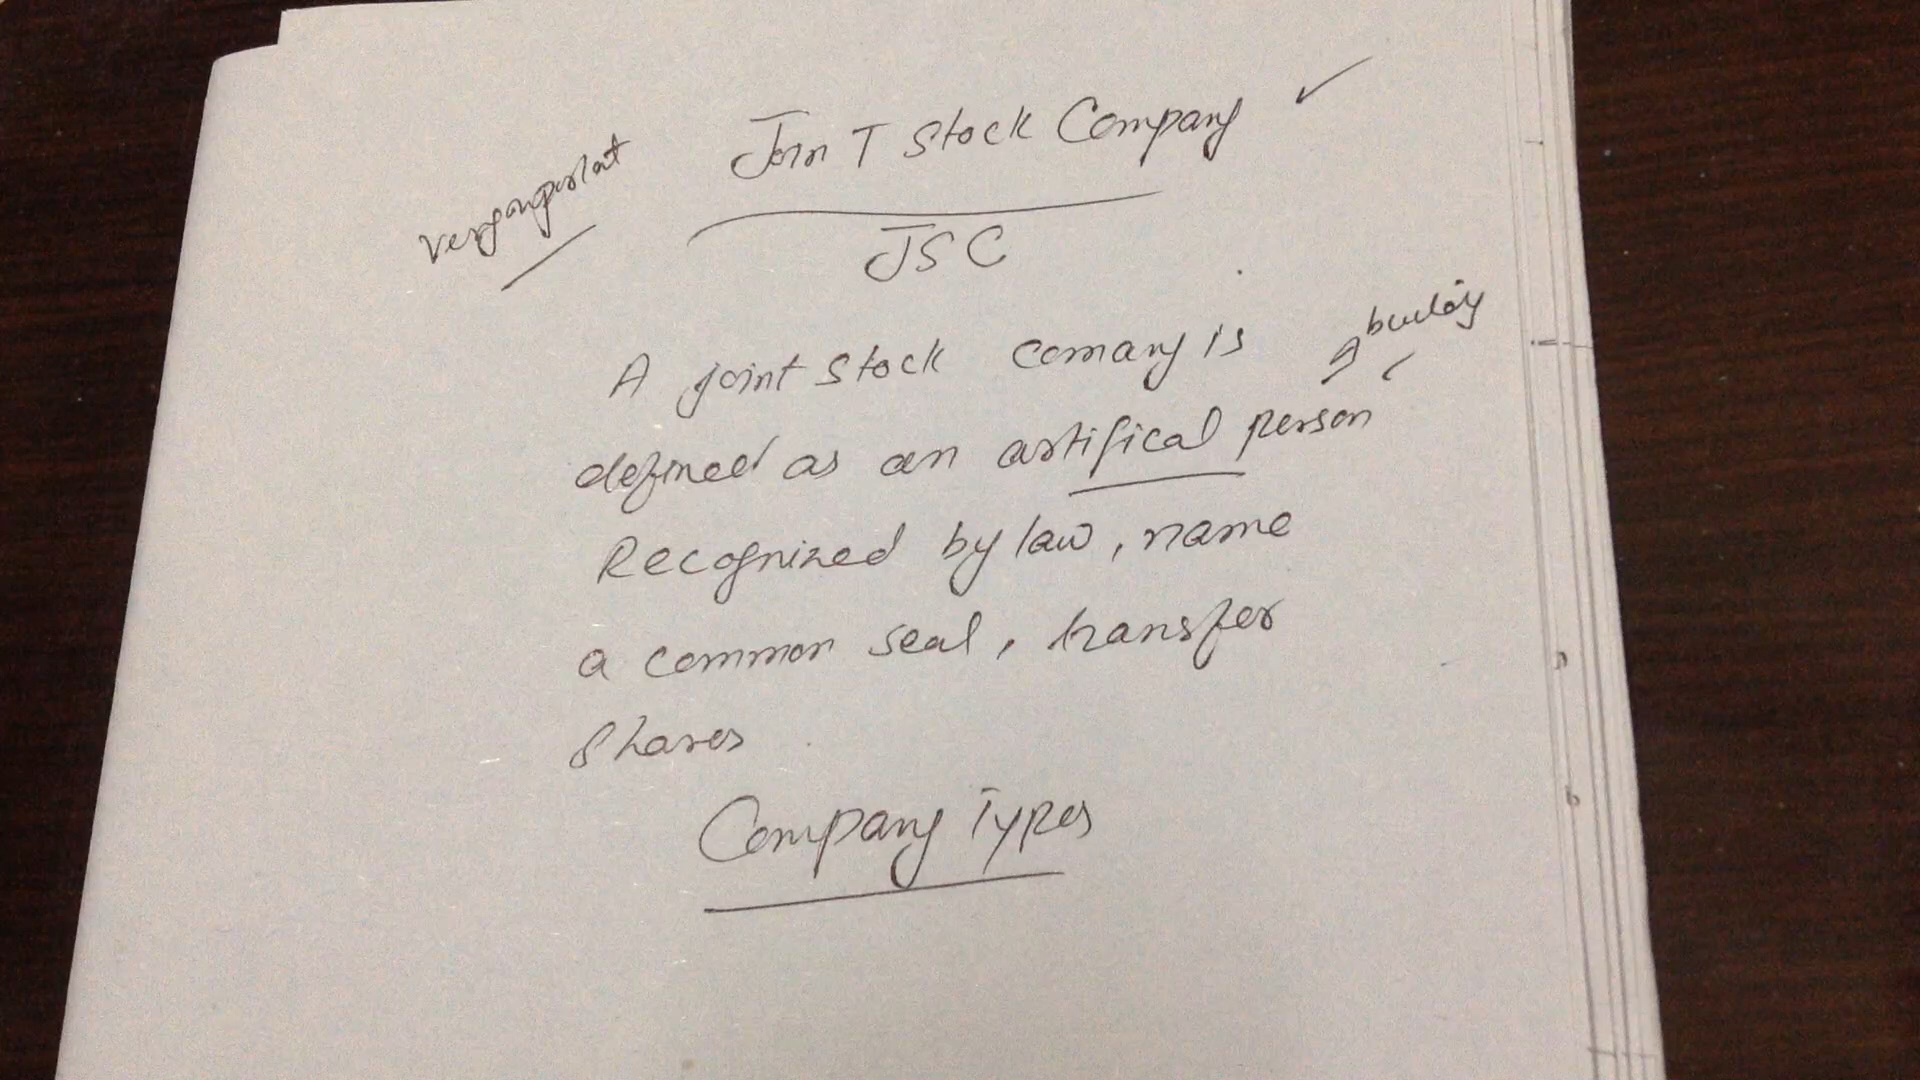 Join T Stock Company
JSC
A joint stock comany is
defined as an artifical person
Recognized by law, name
a common seal, transfer
shares
Company Types